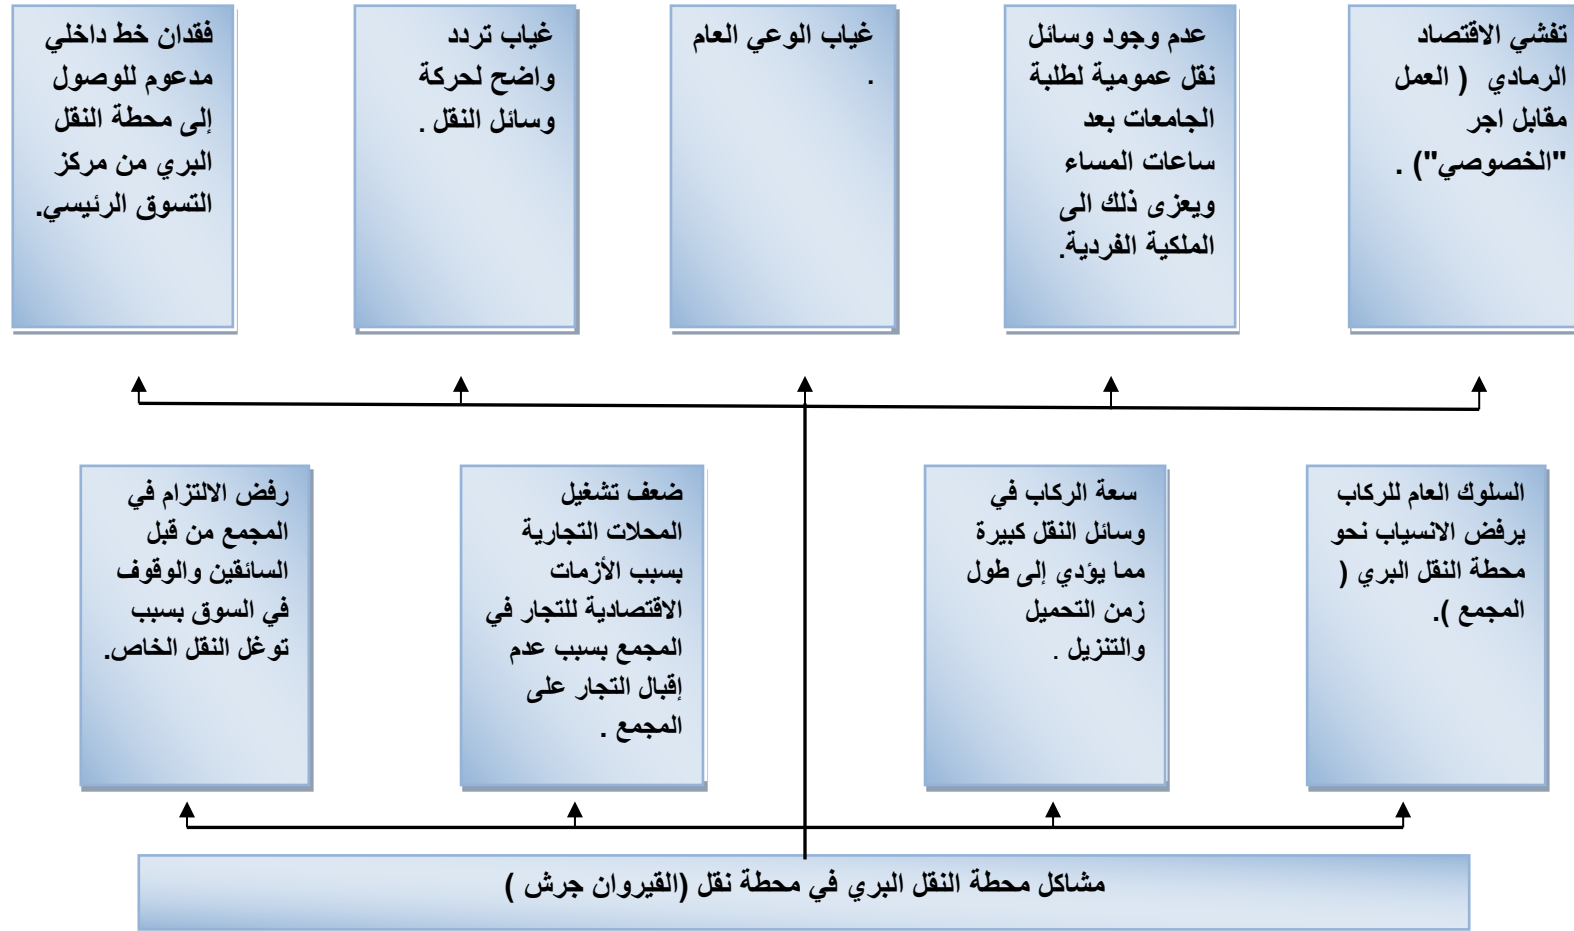 تفشي الاقتصاد
الرمادي ( العمل
مقابل اجر
"الخصوصي") .
عدم وجود وسائل
نقل عمومية لطلبة
الجامعات بعد
ساعات المساء
ويعزى ذلك الى
الملكية الفردية.
غياب الوعي العام
.
غياب تردد
واضح لحركة
وسائل النقل .
فقدان خط داخلي
مدعوم للوصول
إلى محطة النقل
البري من مركز
التسوق الرئيسي.
السلوك العام للركاب
يرفض الانسياب نحو
محطة النقل البري (
المجمع ).
سعة الركاب في
وسائل النقل كبيرة
مما يؤدي إلى طول
زمن التحميل
والتنزيل .
ضعف تشغيل
المحلات التجارية
بسبب الأزمات
الاقتصادية للتجار في
المجمع بسبب عدم
إقبال التجار على
المجمع .
رفض الالتزام في
المجمع من قبل
السائقين والوقوف
في السوق بسبب
توغل النقل الخاص.
مشاكل محطة النقل البري في محطة نقل (القيروان جرش )